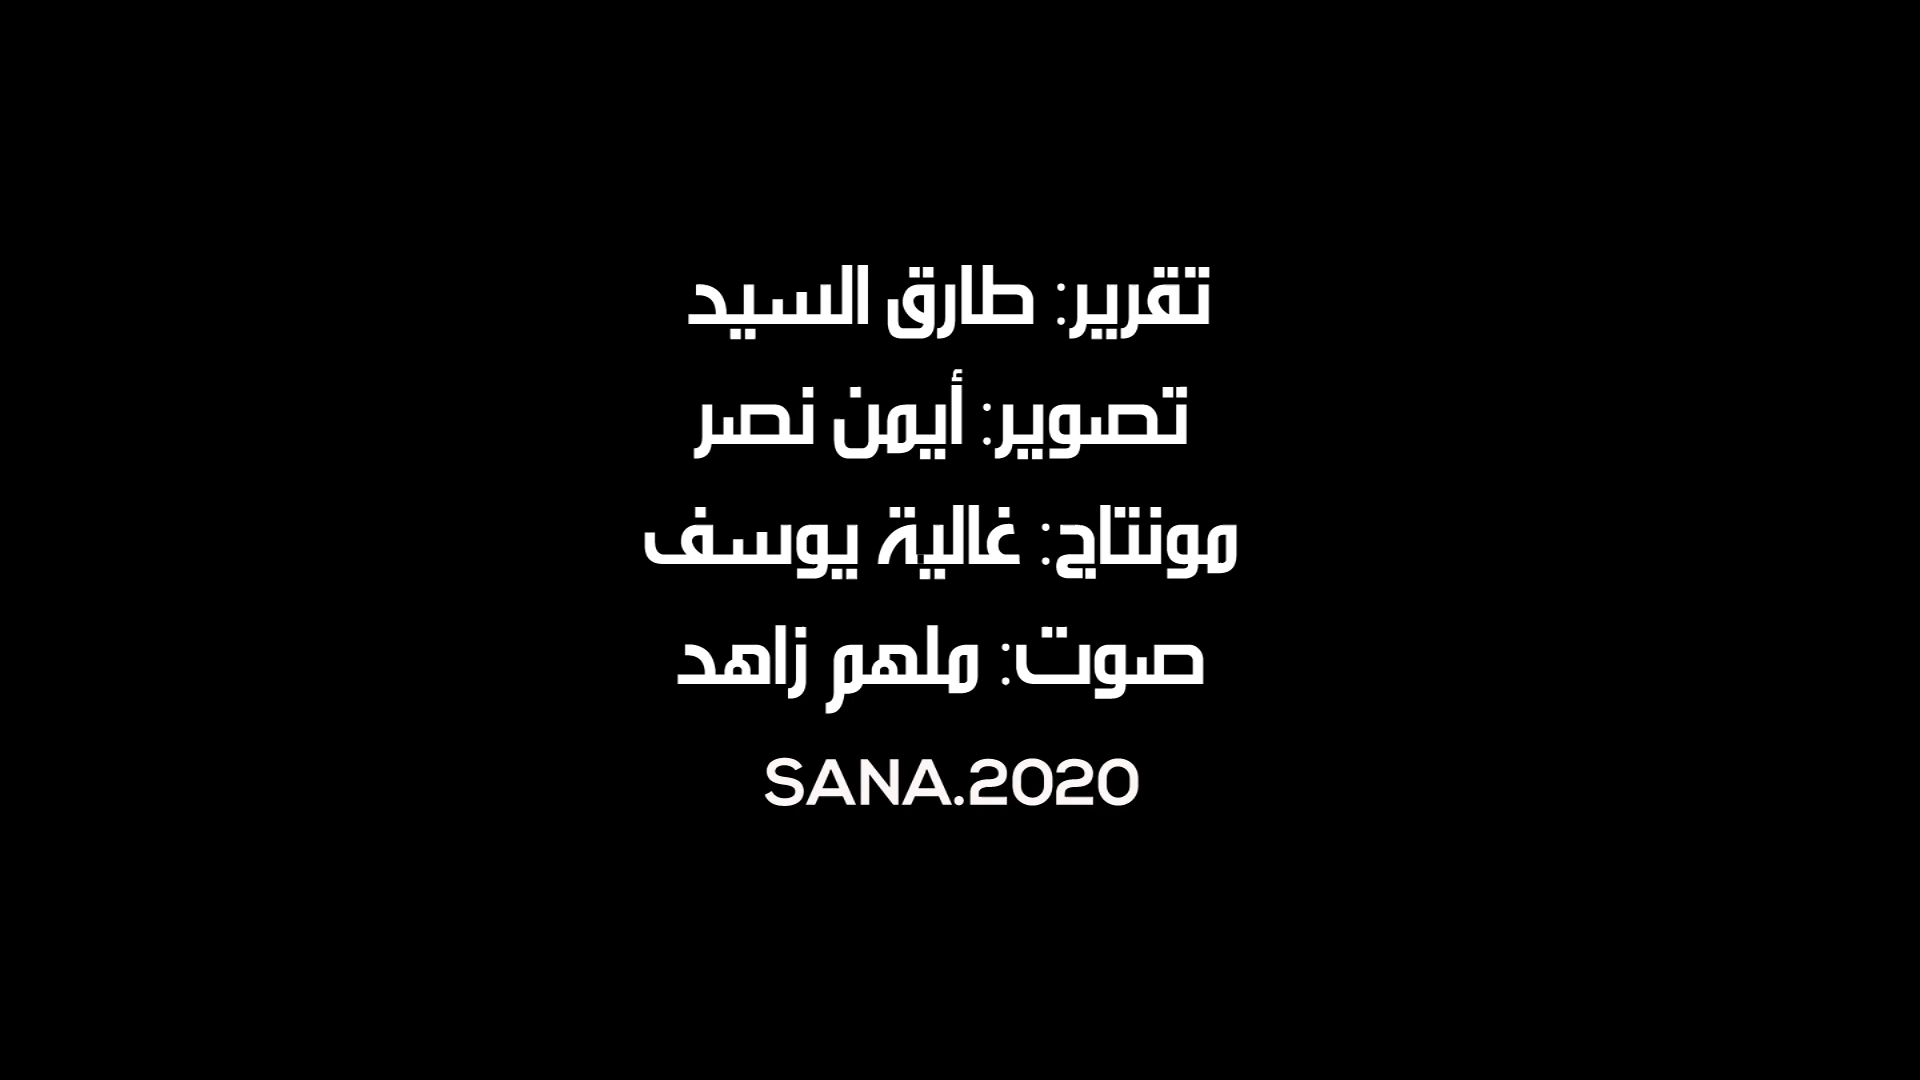 تقرير: طارق السيد
تصوير: أيمن نصر
مونتاج: غالية يوسف
صوت: ملهم زاهد
SANA.2020